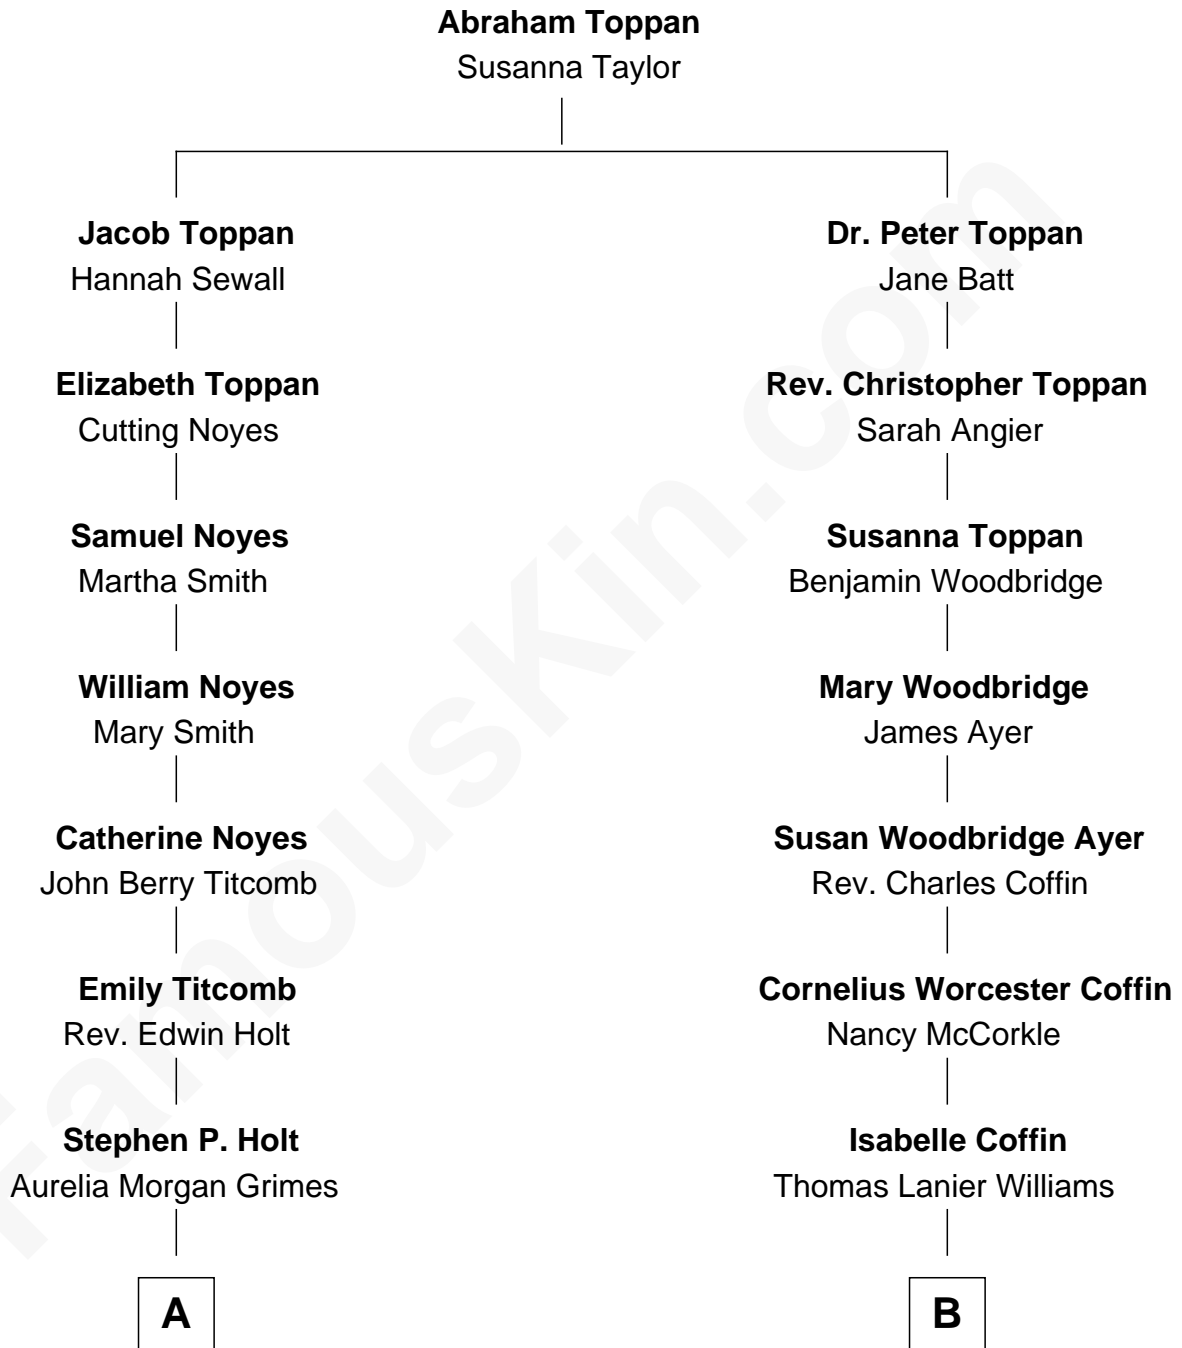 Abraham Toppan
Susanna Taylor
Jacob Toppan
Hannah Sewall
Elizabeth Toppan
Cutting Noyes
Samuel Noyes
Martha Smith
William Noyes
Mary Smith
Catherine Noyes
John Berry Titcomb
Emily Titcomb
Rev. Edwin Holt
Stephen P. Holt
Aurelia Morgan Grimes
A
Dr. Peter Toppan
Jane Batt
Rev. Christopher Toppan
Sarah Angier
Susanna Toppan
Benjamin Woodbridge
Mary Woodbridge
James Ayer
Susan Woodbridge Ayer
Rev. Charles Coffin
Cornelius Worcester Coffin
Nancy McCorkle
Isabelle Coffin
Thomas Lanier Williams
B
FamousKin.com